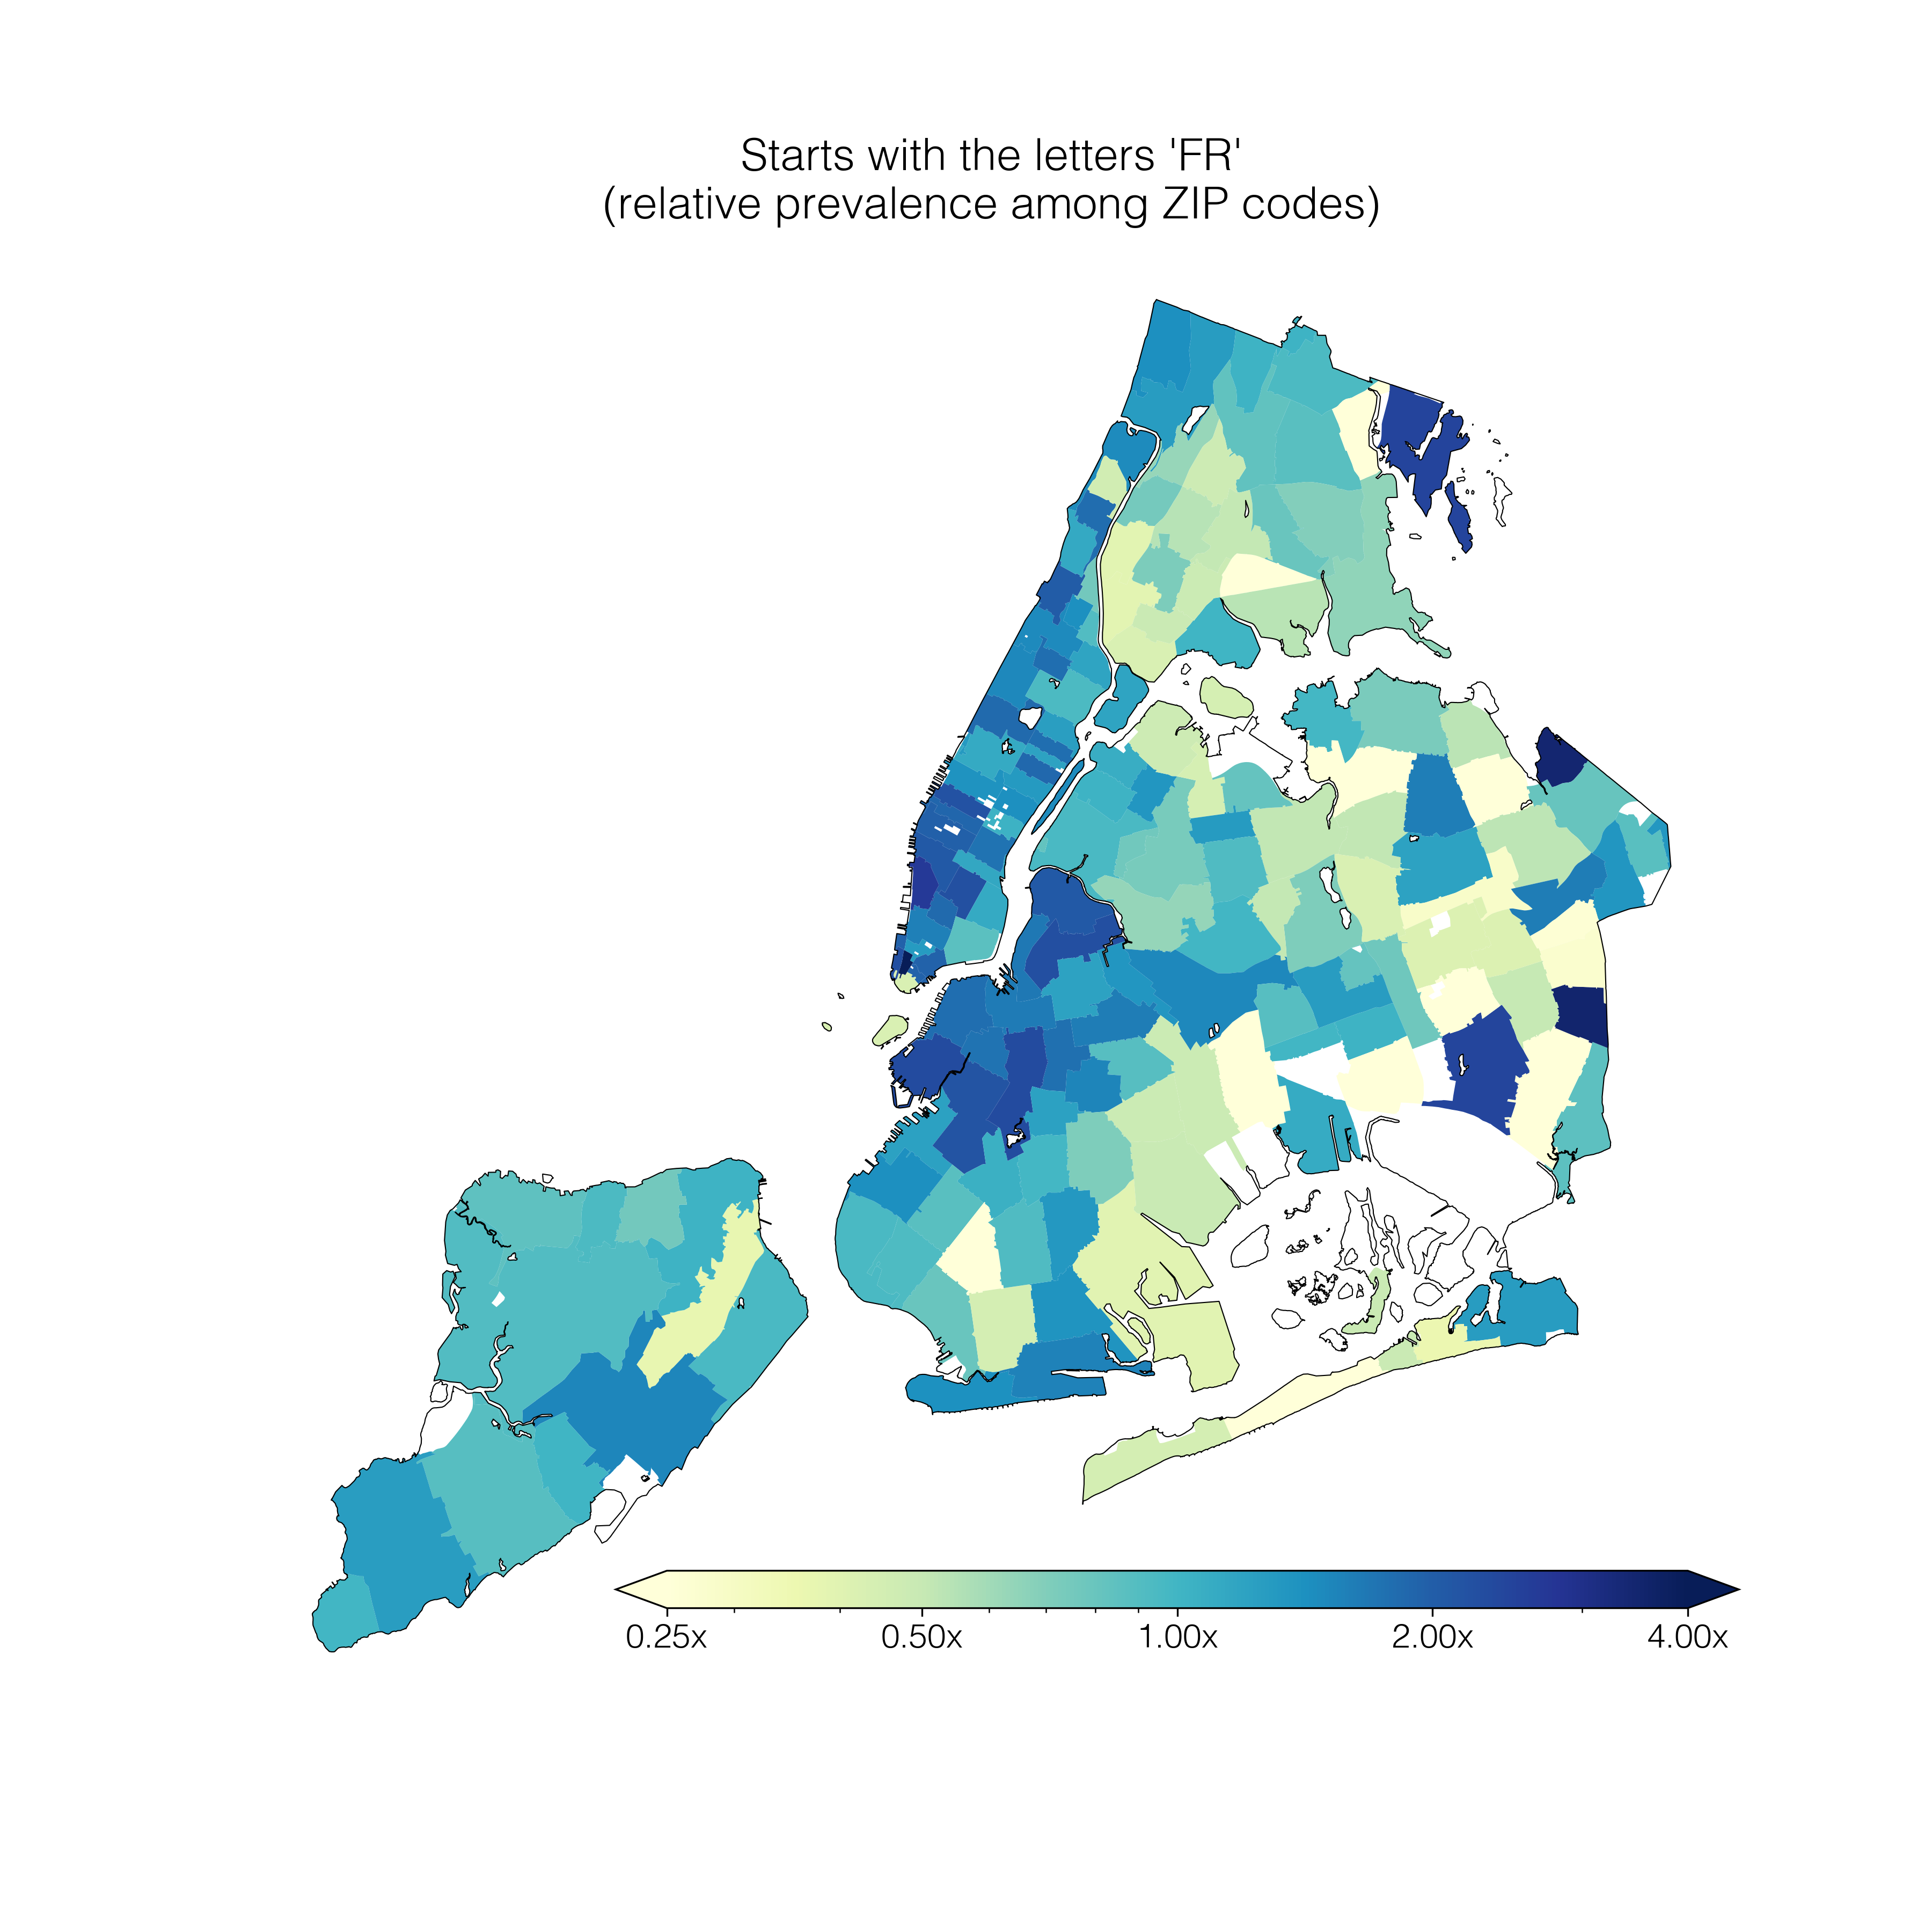 Starts with the letters 'FR'
(relative prevalence among ZIP codes)
0.25x 0.50x 1.00x 2.00x 4.00x